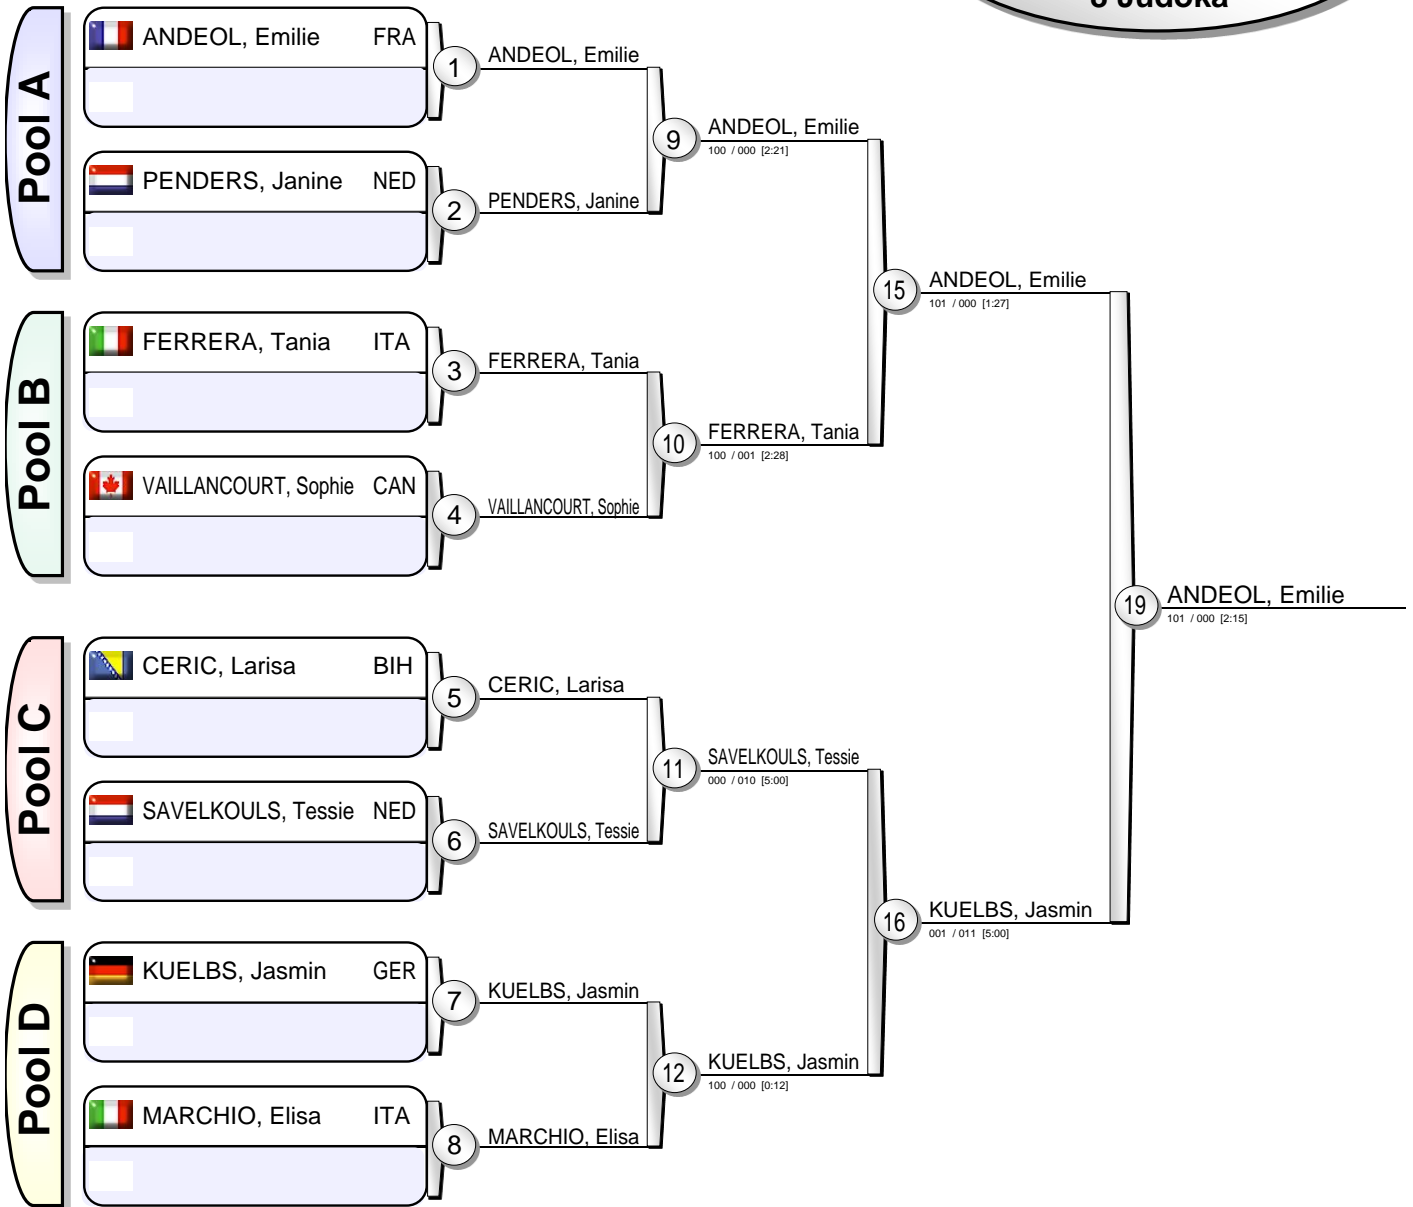 8 Judoka
Pool A
ANDEOL, Emilie FRA
1
ANDEOL, Emilie
PENDERS, Janine NED
2
PENDERS, Janine
9
ANDEOL, Emilie
100 / 000 [2:21]
Pool B
FERRERA, Tania ITA
3
FERRERA, Tania
VAILLANCOURT, Sophie CAN
4
VAILLANCOURT, Sophie
10
FERRERA, Tania
100 / 001 [2:28]
15
ANDEOL, Emilie
101 / 000 [1:27]
Pool C
CERIC, Larisa BIH
5
CERIC, Larisa
SAVELKOULS, Tessie NED
6
SAVELKOULS, Tessie
11
SAVELKOULS, Tessie
000 / 010 [5:00]
Pool D
KUELBS, Jasmin GER
7
KUELBS, Jasmin
MARCHIO, Elisa ITA
8
MARCHIO, Elisa
12
KUELBS, Jasmin
100 / 000 [0:12]
16
KUELBS, Jasmin
001 / 011 [5:00]
19
ANDEOL, Emilie
101 / 000 [2:15]